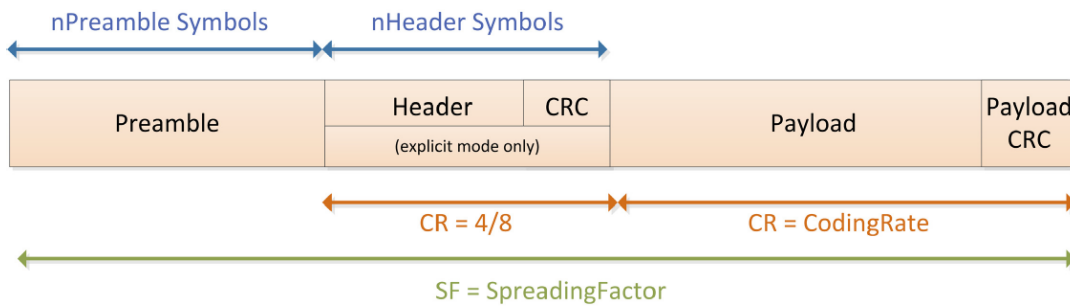 nPreamble Symbols
nHeader Symbols
Preamble
Header
CRC
(explicit mode only)
Payload
Payload
CRC
CR = 4/8
CR = CodingRate
SF = SpreadingFactor